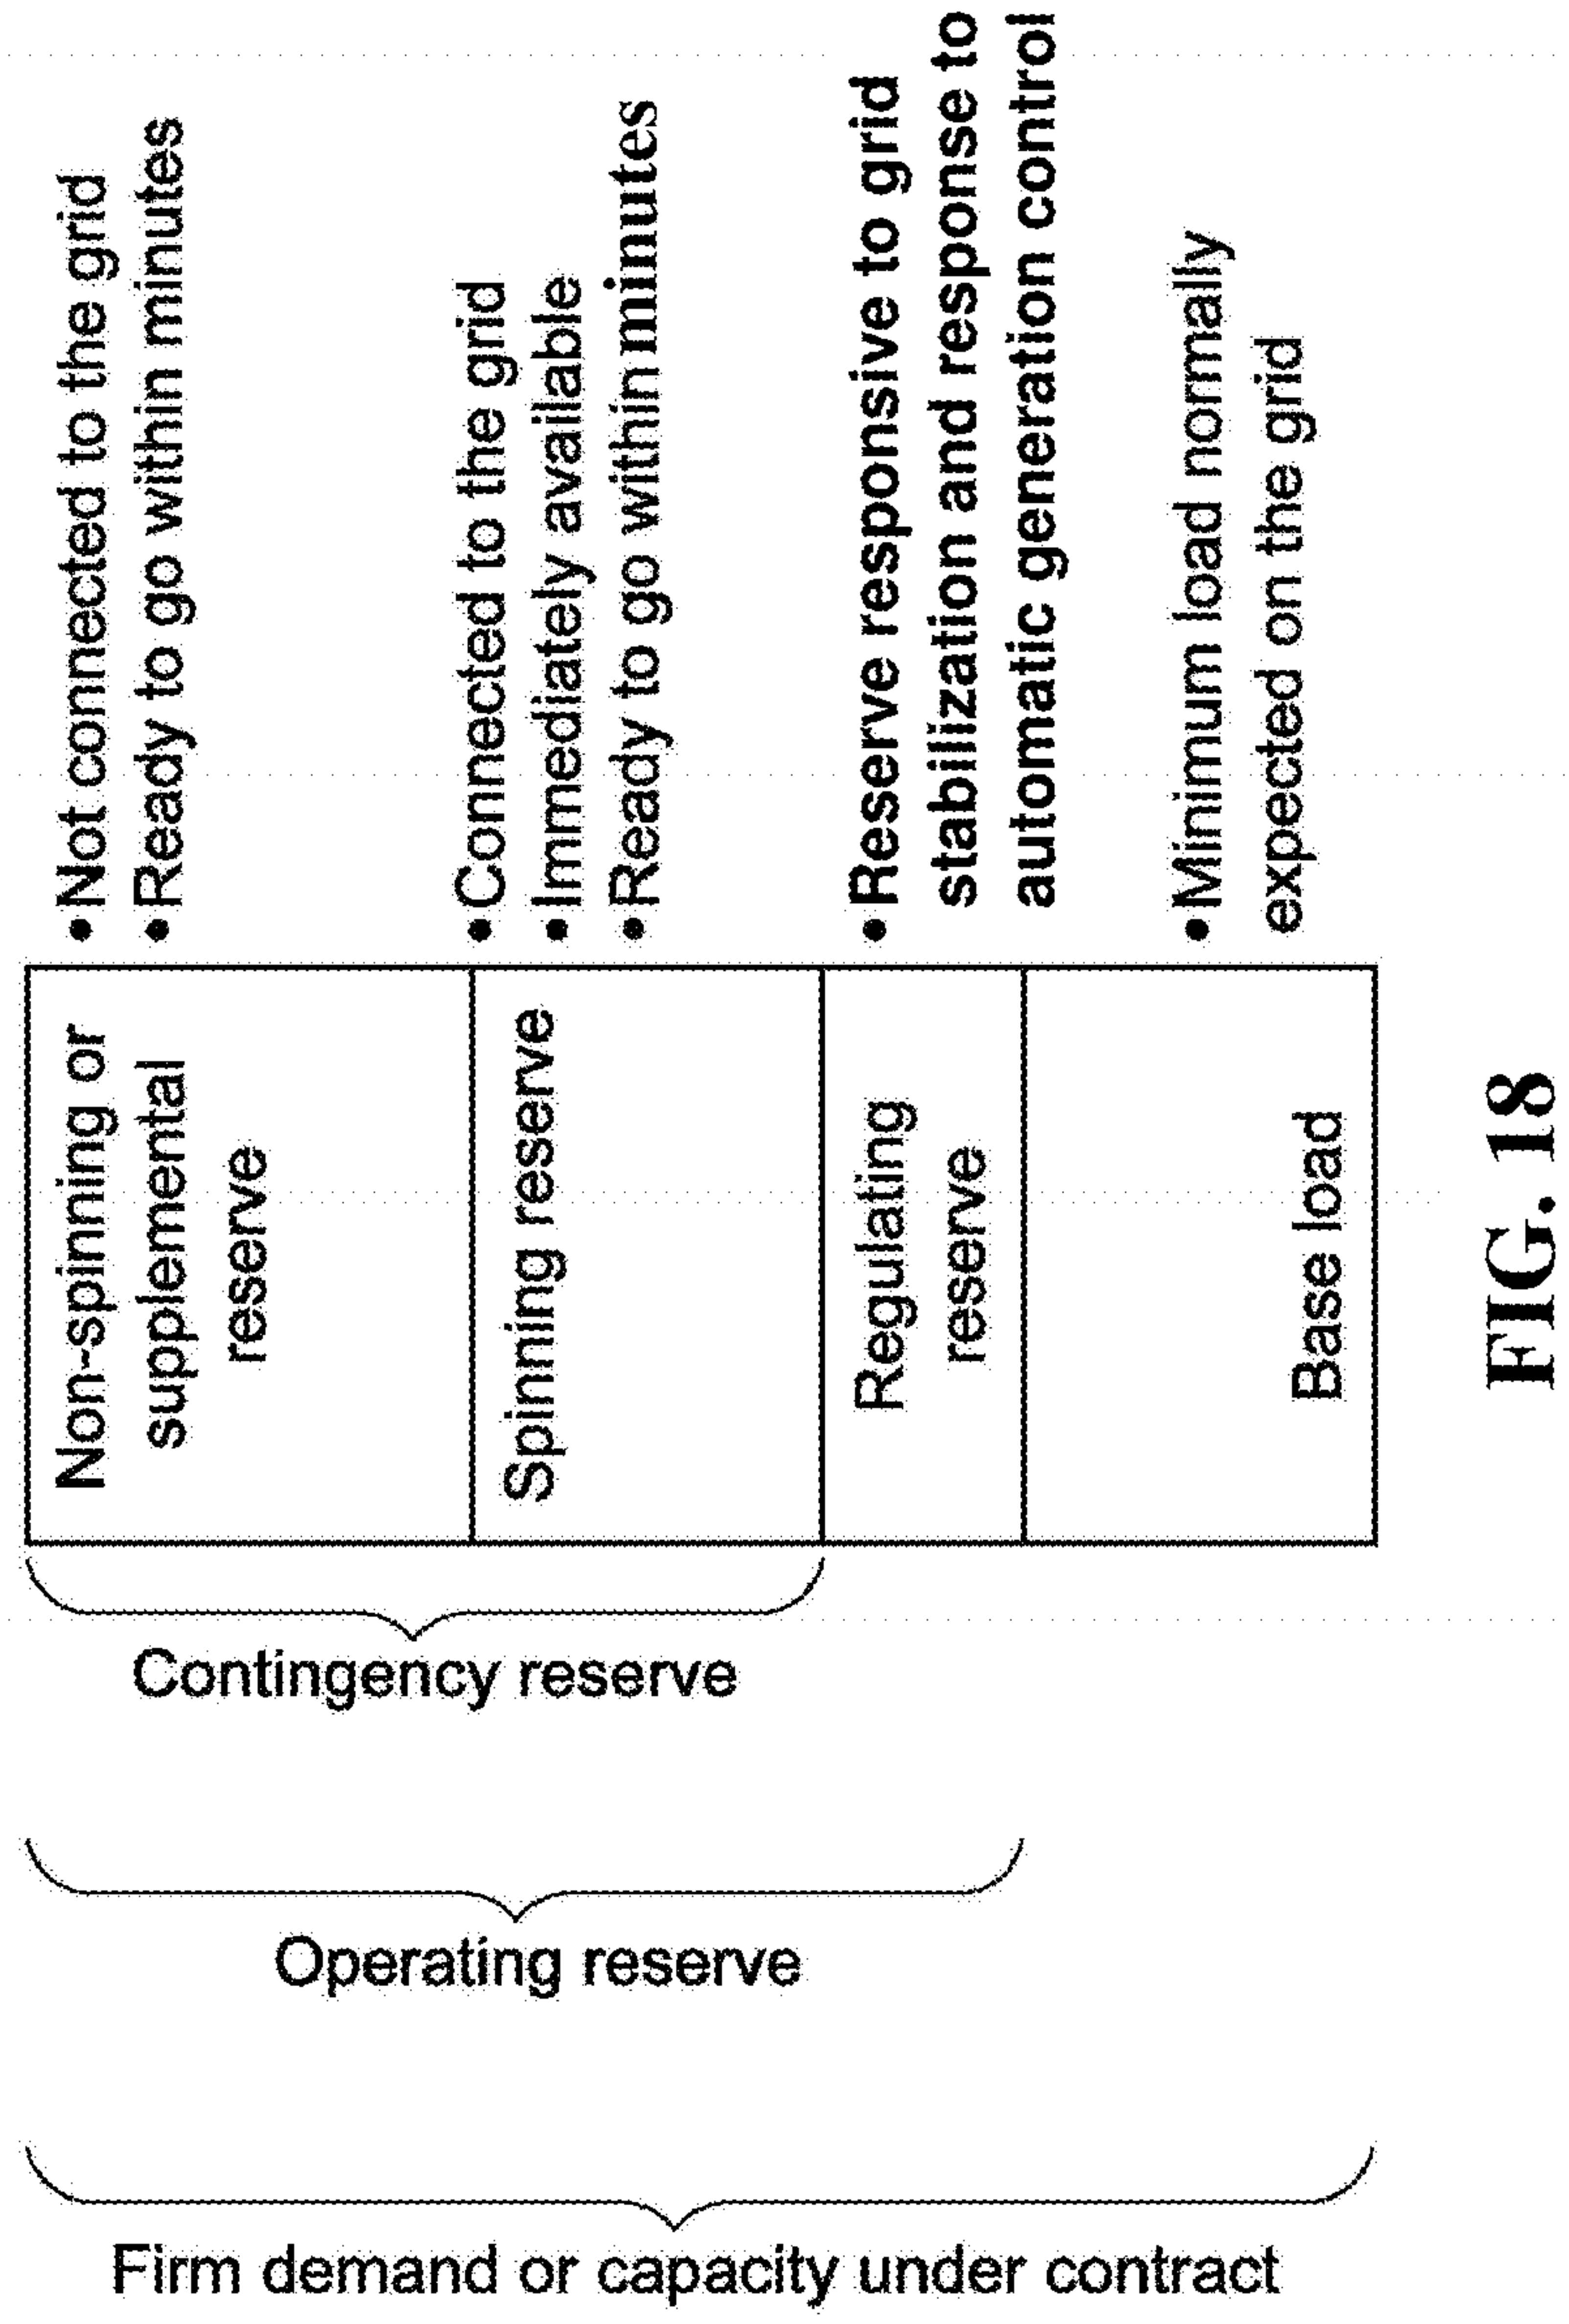 Non-spinning or
supplemental
reserve
•Not connected to the grid
•Ready to go within minutes
Spinning reserve
•Connected to the grid
•Immediately available
•Ready to go within minutes
Regulating
reserve
•Reserve responsive to grid
stabilization and response to
automatic generation control
Base load
•Minimum load normally
expected on the grid
Contingency reserve
Operating reserve
Firm demand or capacity under contract
FIG. 18